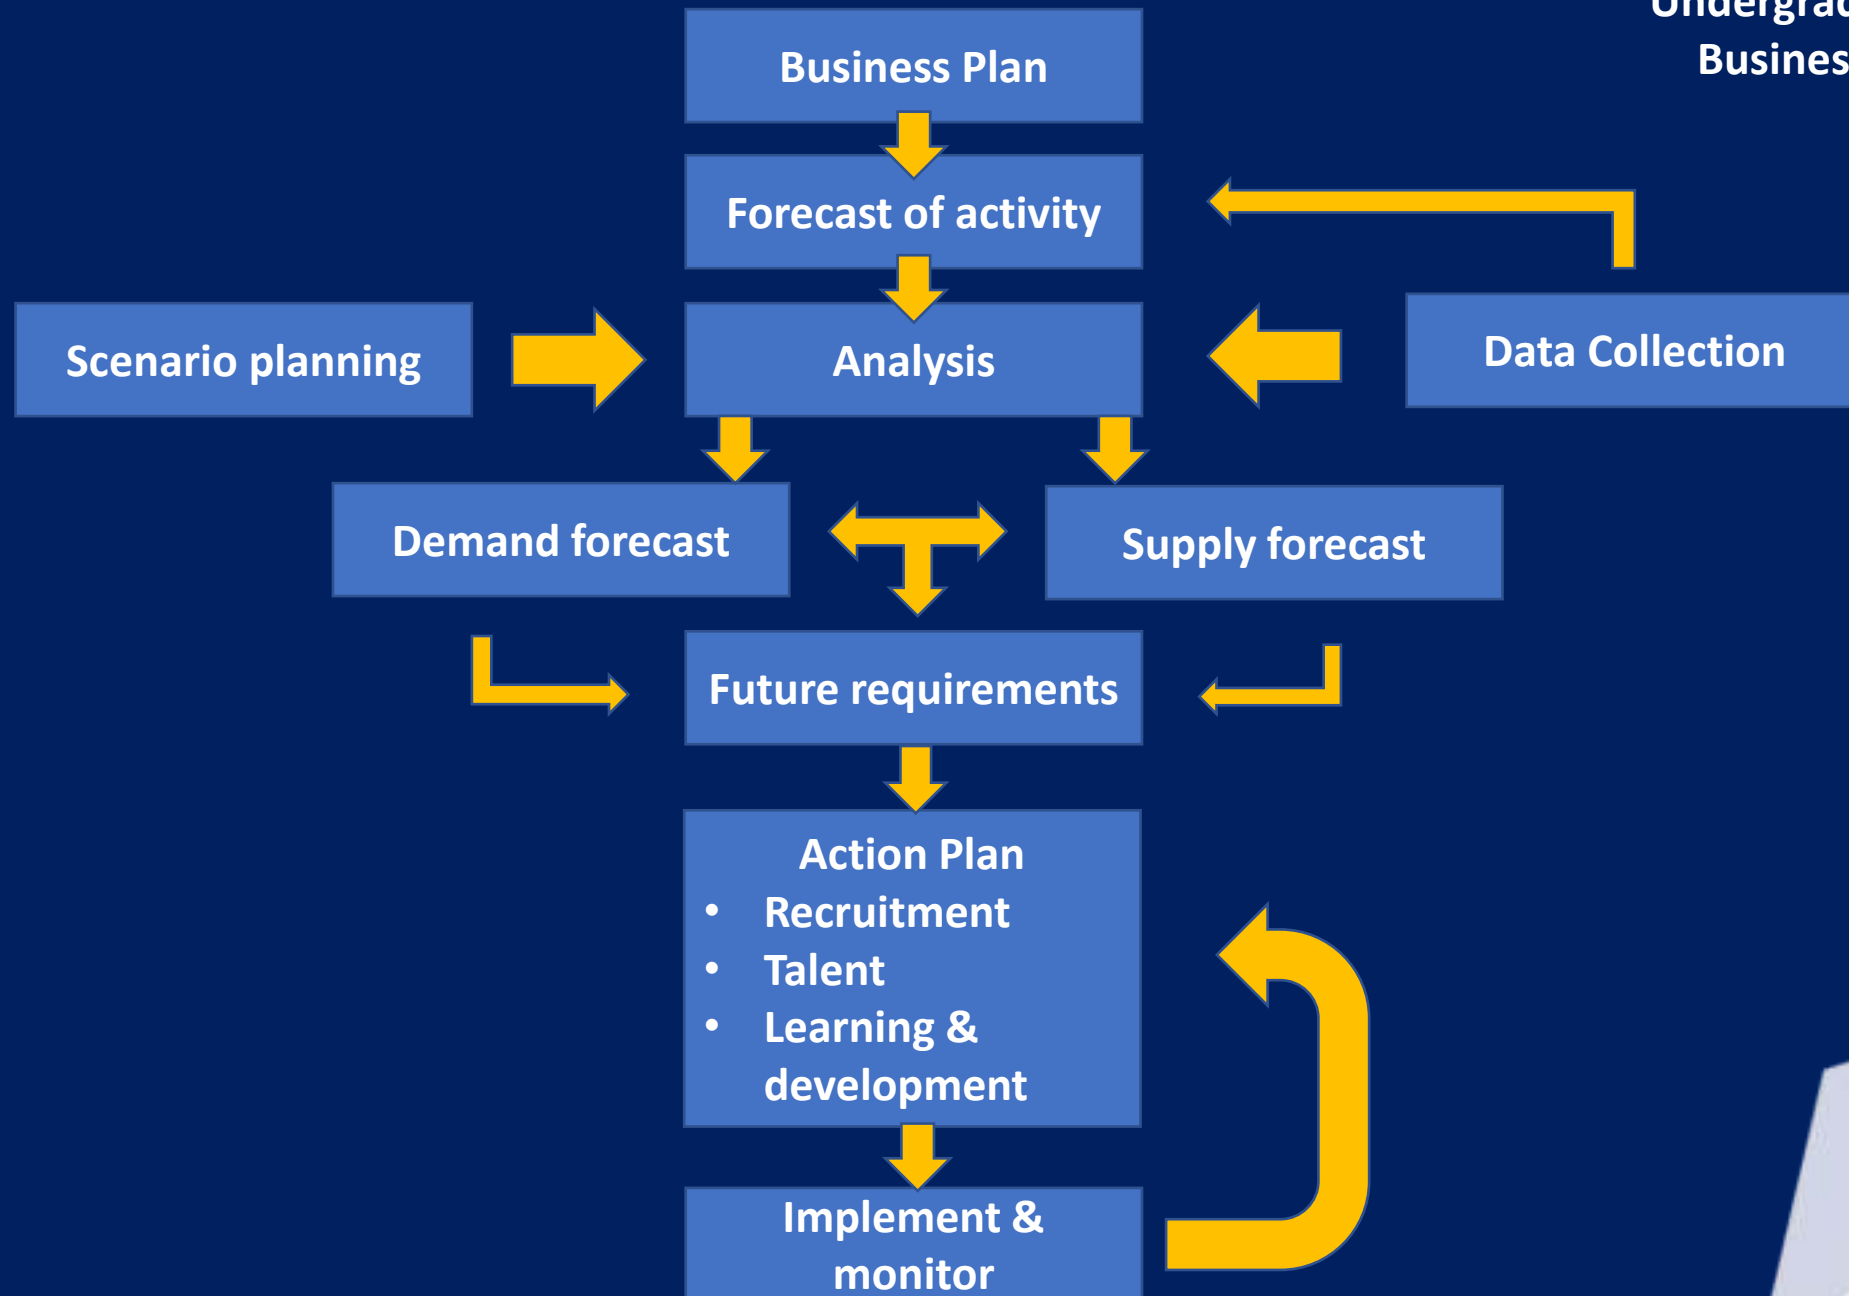 Business Plan
Forecast of activity
Scenario planning
Analysis
Data Collection
Demand forecast
Supply forecast
Future requirements
Action Plan
• Recruitment
• Talent
• Learning &
development
Implement &
monitor